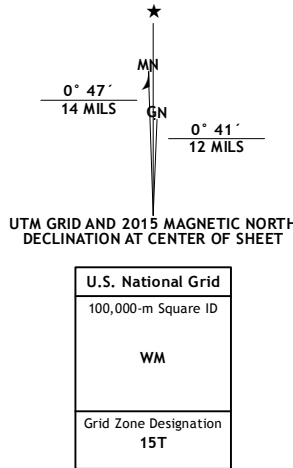 ★
MN
0° 47´
14 MILS
GN
0° 41´
12 MILS
UTM GRID AND 2015 MAGNETIC NORTH
DECLINATION AT CENTER OF SHEET
U.S. National Grid
100,000-m Square ID
WM
Grid Zone Designation
15T